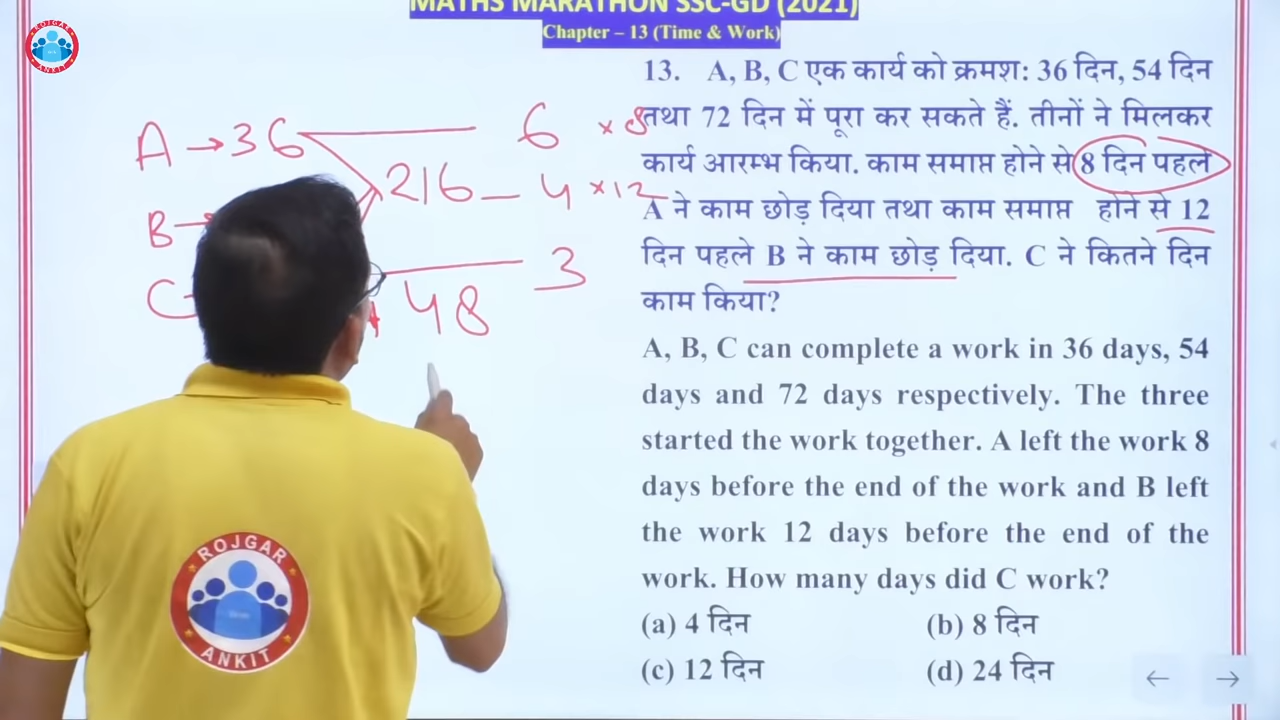 MATHS MARATHON SSC-GD (2021)
Chapter – 13 (Time & Work)
13. A, B, C एक कार्य को क्रमश: 36 दिन, 54 दिन
तथा 72 दिन में पूरा कर सकते हैं. तीनों ने मिलकर
कार्य आरम्भ किया. काम समाप्त होने से 8 दिन पहले
A ने काम छोड़ दिया तथा काम समाप्त होने से 12
दिन पहले B ने काम छोड़ दिया. C ने कितने दिन
काम किया?
A, B, C can complete a work in 36 days, 54
days and 72 days respectively. The three
started the work together. A left the work 8
days before the end of the work and B left
the work 12 days before the end of the
work. How many days did C work?
(a) 4 दिन (b) 8 दिन
(c) 12 दिन (d) 24 दिन
A → 36 6 × 8
216 – 4 × 12
B →
C 3
48
ROJGAR
ANKIT
ROJGAR
ANKIT